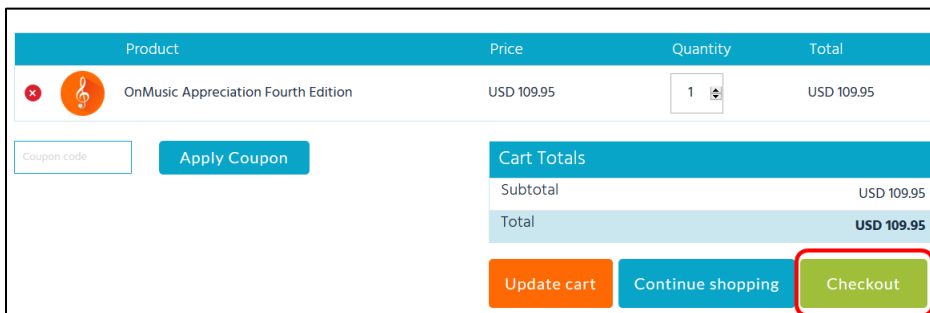 Product Price Quantity Total
OnMusic Appreciation Fourth Edition USD 109.95 1 USD 109.95
Coupon code Apply Coupon
Cart Totals
Subtotal USD 109.95
Total USD 109.95
Update cart Continue shopping Checkout